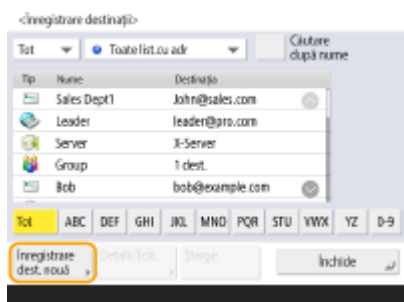 <Înregistrare destinaţii>
Tot
Toate list.cu adr
Căutare
după nume
Tip Nume Destinaţia
Sales Dept1 John@sales.com
Leader leader@pro.com
Server X-Server
Group 1 dest.
Bob bob@example.com
Tot ABC DEF GHI JKL MNO PQR STU VWX YZ 0-9
Înregistrare
dest. nouă
Detalii/Edit.
Şterge
Închide